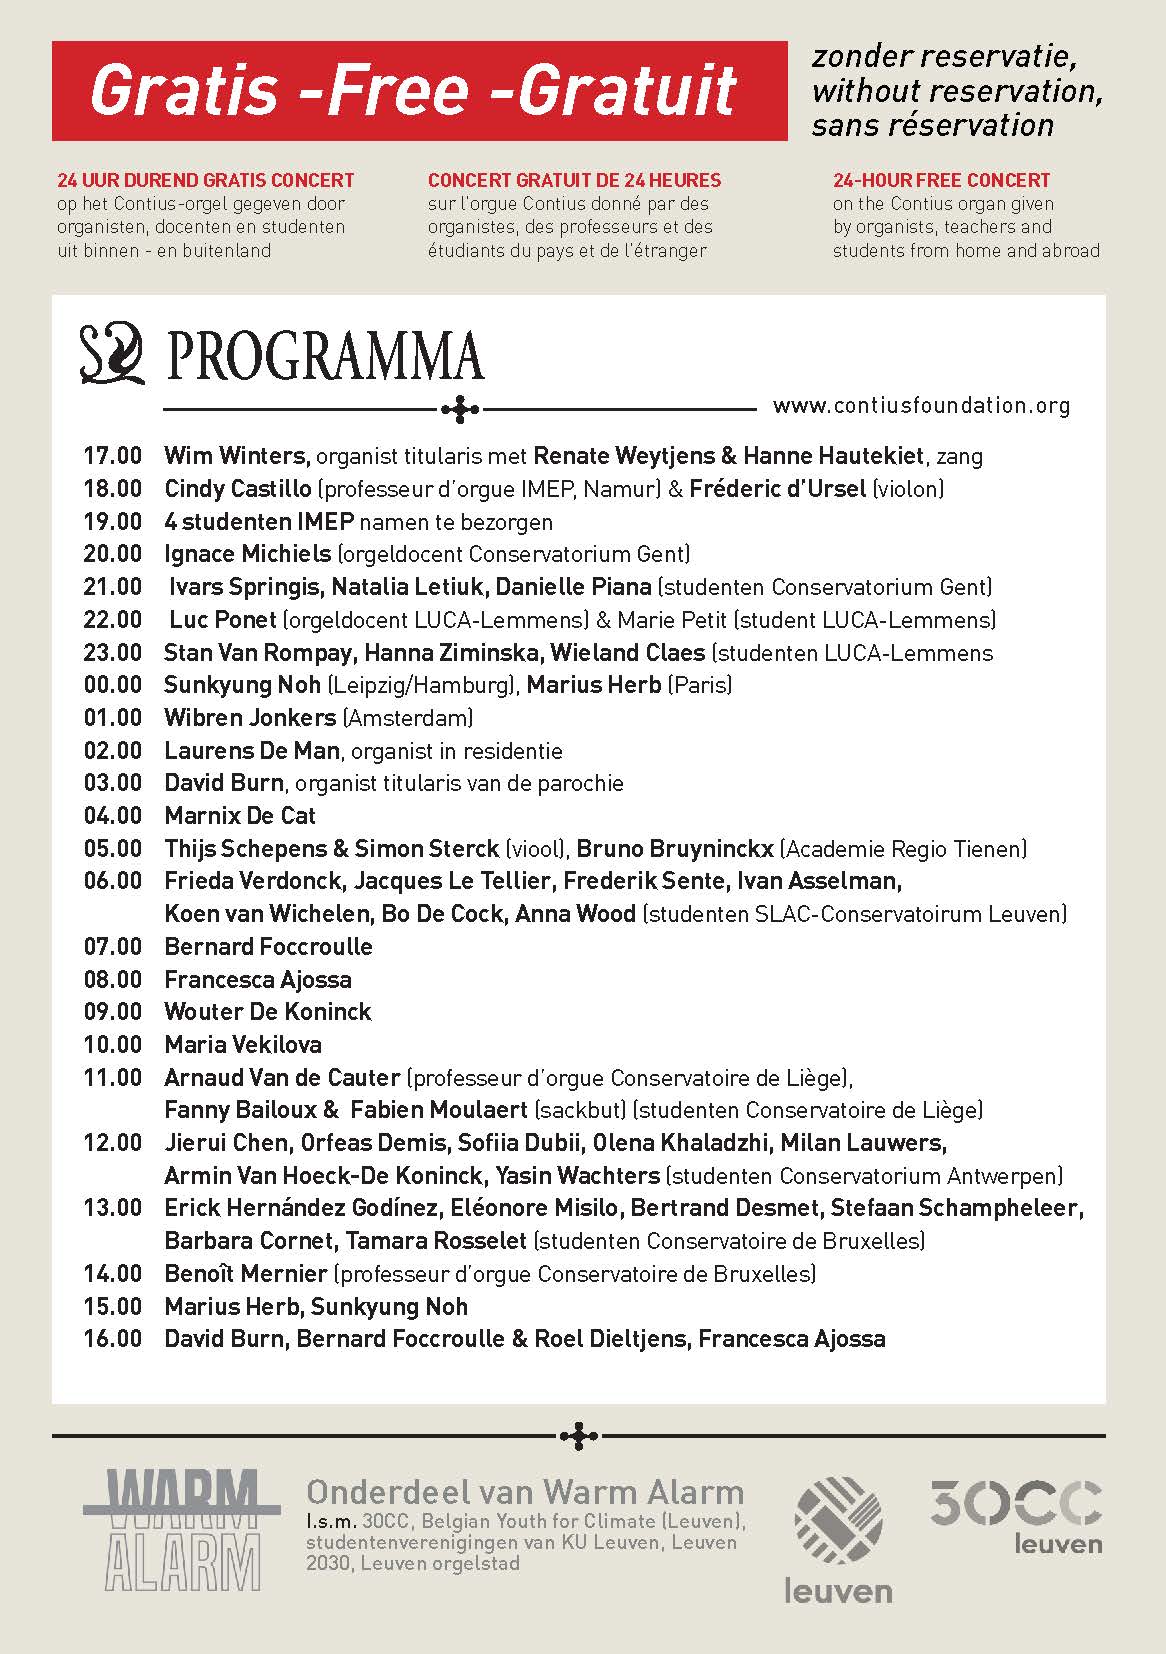 Gratis -Free -Gratuit
zonder reservatie,
without reservation,
sans réservation
24 UUR DUREND GRATIS CONCERT
op het Contius-orgel gegeven door
organisten, docenten en studenten
uit binnen - en buitenland
CONCERT GRATUIT DE 24 HEURES
sur l'orgue Contius donné par des
organistes, des professeurs et des
étudiants du pays et de l'étranger
24-HOUR FREE CONCERT
on the Contius organ given
by organists, teachers and
students from home and abroad
PROGRAMMA
www.contiusfoundation.org
17.00 Wim Winters, organist titularis met Renate Weytjens & Hanne Hautekiet, zang
18.00 Cindy Castillo (professeur d'orgue IMEP, Namur) & Fréderic d'Ursel (violon)
19.00 4 studenten IMEP namen te bezorgen
20.00 Ignace Michiels (orgeldocent Conservatorium Gent)
21.00 Ivars Springis, Natalia Letiuk, Danielle Piana (studenten Conservatorium Gent)
22.00 Luc Ponet (orgeldocent LUCA-Lemmens) & Marie Petit (student LUCA-Lemmens)
23.00 Stan Van Rompay, Hanna Ziminska, Wieland Claes (studenten LUCA-Lemmens
00.00 Sunkyung Noh (Leipzig/Hamburg), Marius Herb (Paris)
01.00 Wibren Jonkers (Amsterdam)
02.00 Laurens De Man, organist in residentie
03.00 David Burn, organist titularis van de parochie
04.00 Marnix De Cat
05.00 Thijs Schepens & Simon Sterck (viool), Bruno Bruyninckx (Academie Regio Tienen)
06.00 Frieda Verdonck, Jacques Le Tellier, Frederik Sente, Ivan Asselman,
Koen van Wichelen, Bo De Cock, Anna Wood (studenten SLAC-Conservatoirum Leuven)
07.00 Bernard Foccroulle
08.00 Francesca Ajossa
09.00 Wouter De Koninck
10.00 Maria Vekilova
11.00 Arnaud Van de Cauter (professeur d'orgue Conservatoire de Liège),
Fanny Bailoux & Fabien Moulaert (sackbut) (studenten Conservatoire de Liège)
12.00 Jierui Chen, Orfeas Demis, Sofiia Dubii, Olena Khaladzhi, Milan Lauwers,
Armin Van Hoeck-De Koninck, Yasin Wachters (studenten Conservatorium Antwerpen)
13.00 Erick Hernández Godínez, Eléonore Misilo, Bertrand Desmet, Stefaan Schampheleer,
Barbara Cornet, Tamara Rosselet (studenten Conservatoire de Bruxelles)
14.00 Benoît Mernier (professeur d'orgue Conservatoire de Bruxelles)
15.00 Marius Herb, Sunkyung Noh
16.00 David Burn, Bernard Foccroulle & Roel Dieltjens, Francesca Ajossa
WARM
WARM
ALARM
Onderdeel van Warm Alarm
I.s.m. 30CC, Belgian Youth for Climate (Leuven),
studentenverenigingen van KU Leuven, Leuven
2030, Leuven orgelstad
leuven
30CC
leuven